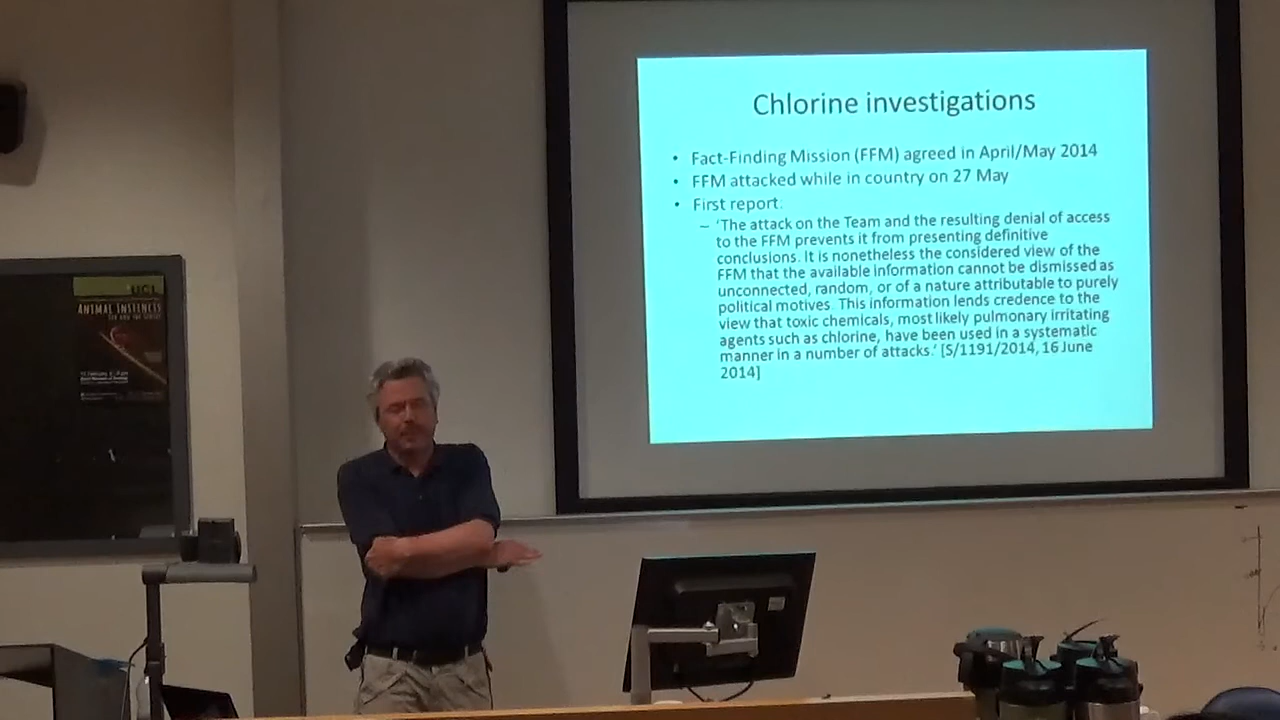 Chlorine investigations
• Fact-Finding Mission (FFM) agreed in April/May 2014
• FFM attacked while in country on 27 May
• First report:
– 'The attack on the Team and the resulting denial of access
to the FFM prevents it from presenting definitive
conclusions. It is nonetheless the considered view of the
FFM that the available information cannot be dismissed as
unconnected, random, or of a nature attributable to purely
political motives. This information lends credence to the
view that toxic chemicals, most likely pulmonary irritating
agents such as chlorine, have been used in a systematic
manner in a number of attacks.' [S/1191/2014, 16 June
2014]
UCL
ANIMAL INSTINCTS